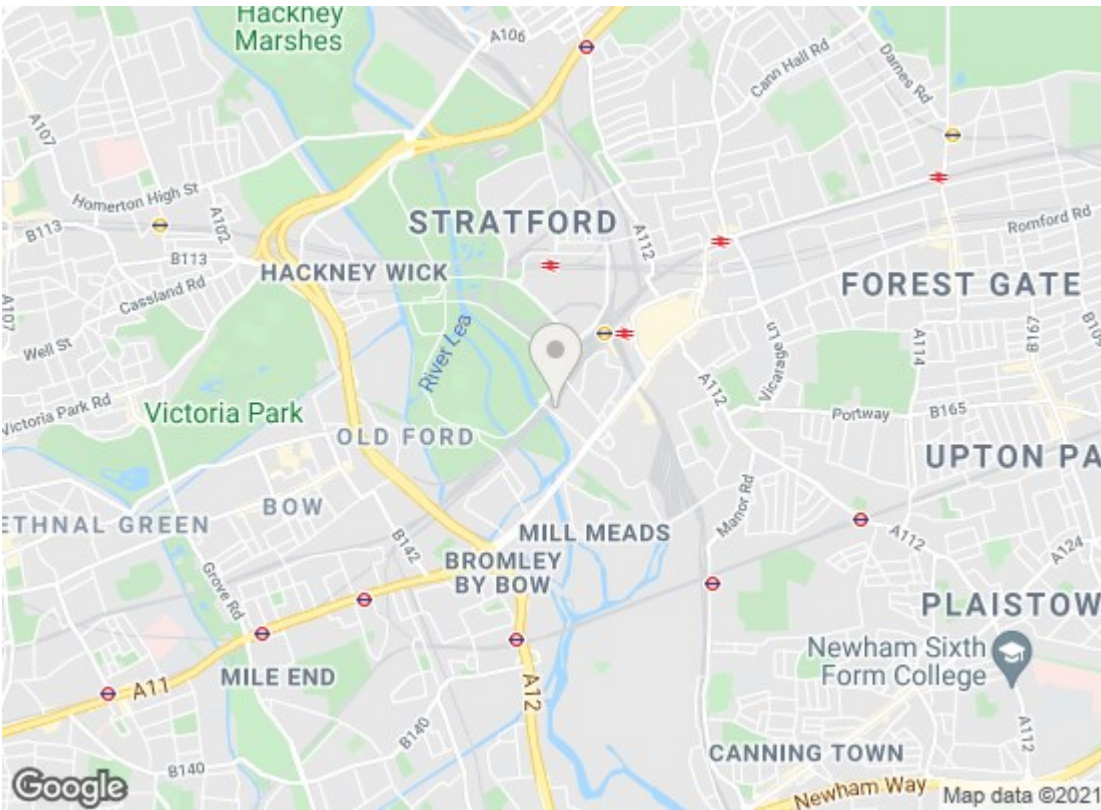 Hackney
Marshes
A106
Cann Hall Rd
Dames Rd
A107
Homerton High St
A102
B113
B113
STRATFORD
A112
Romford Rd
HACKNEY WICK
FOREST GATE
Cassland Rd
A107
Well St
River Lea
Vicarage Ln
A114
B167
B109
Victoria Park Rd
Victoria Park
A112
Portway
B165
OLD FORD
UPTON PA
BOW
ETHNAL GREEN
B142
MILL MEADS
Manor Rd
A112
A124
BROMLEY
BY BOW
Grove Rd
PLAISTOW
Newham Sixth
Form College
MILE END
A11
A12
B140
B140
A112
CANNING TOWN
Newham Way
Google
Map data ©2021